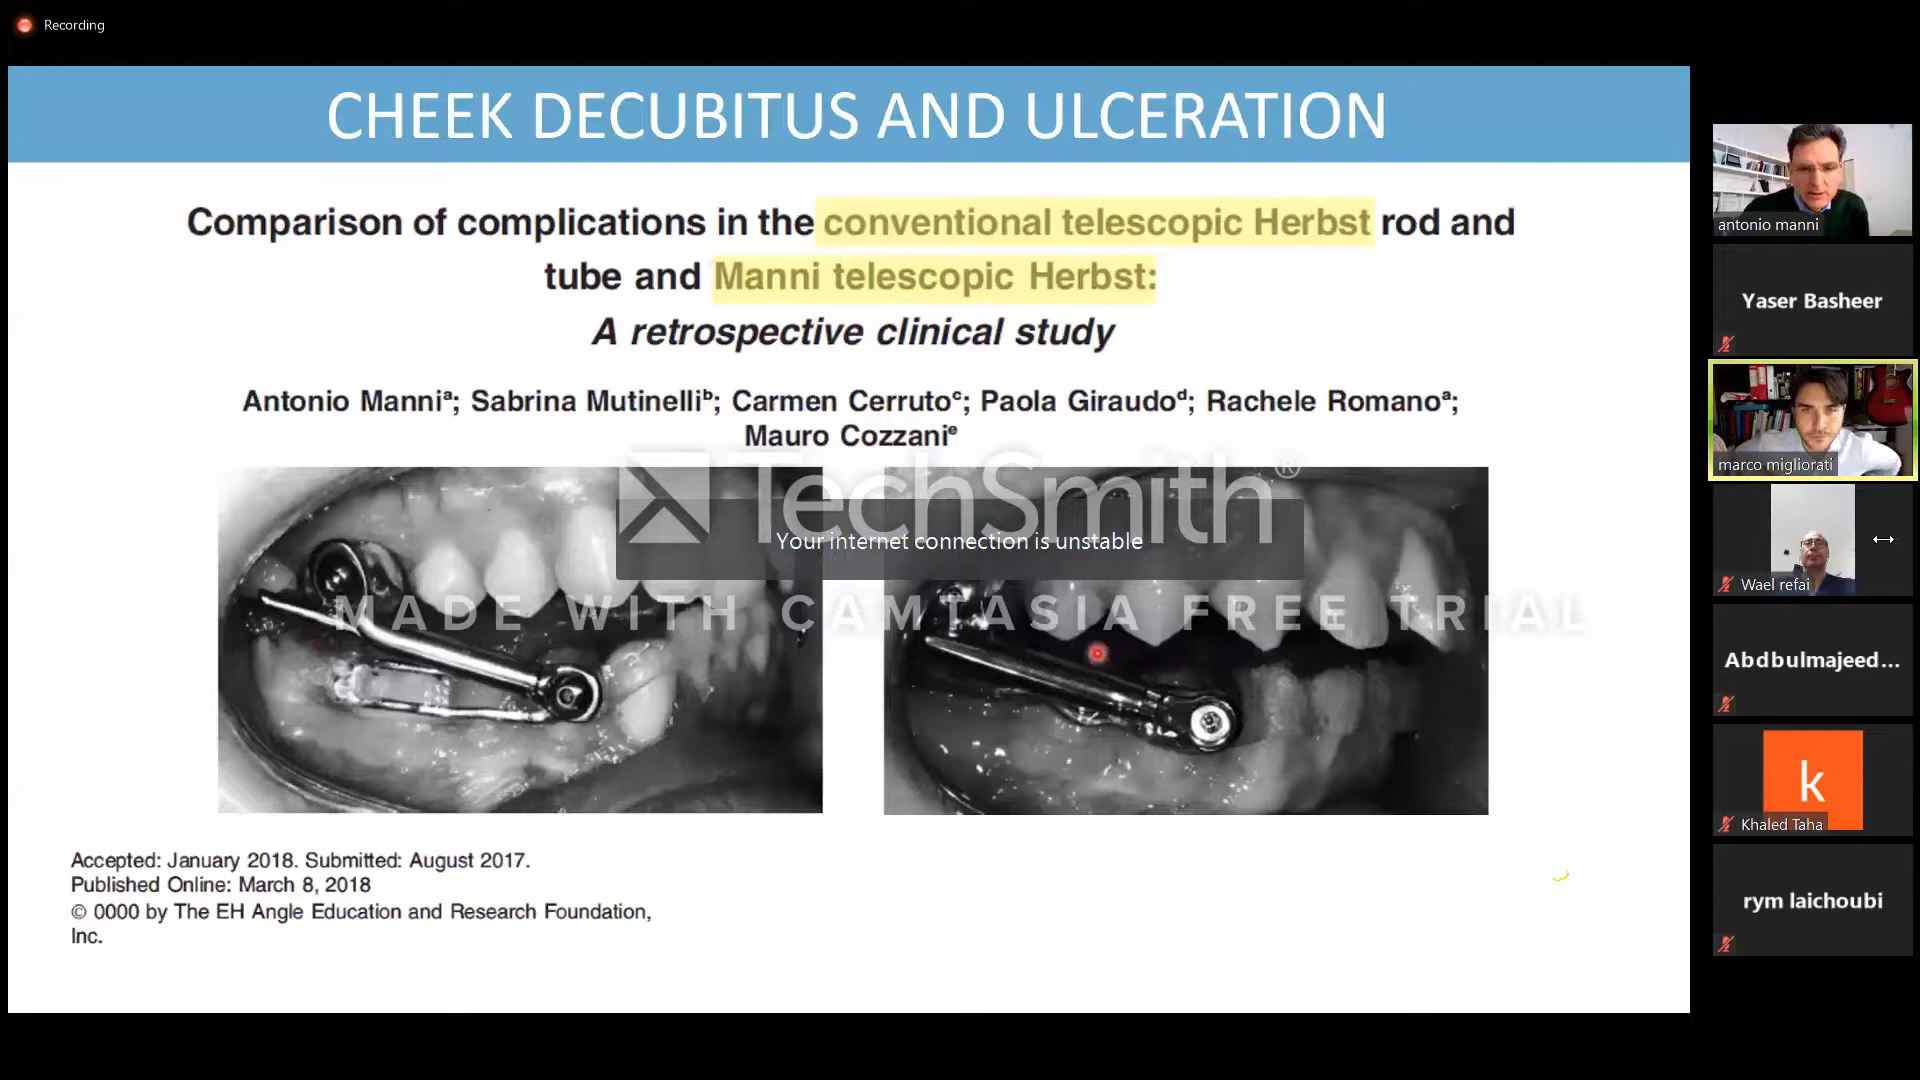 Recording
CHEEK DECUBITUS AND ULCERATION
Comparison of complications in the conventional telescopic Herbst rod and
tube and Manni telescopic Herbst:
A retrospective clinical study
Antonio Manniᵃ; Sabrina Mutinelliᵇ; Carmen Cerrutoᶜ; Paola Giraudoᵈ; Rachele Romanoᵃ;
Mauro Cozzaniᵉ
TechSmith®
Your internet connection is unstable
MADE WITH CAMTASIA FREE TRIAL
Accepted: January 2018. Submitted: August 2017.
Published Online: March 8, 2018
© 0000 by The EH Angle Education and Research Foundation,
Inc.
antonio manni
Yaser Basheer
marco migliorati
Wael refai
Abdbulmajeed...
k
Khaled Taha
rym laichoubi